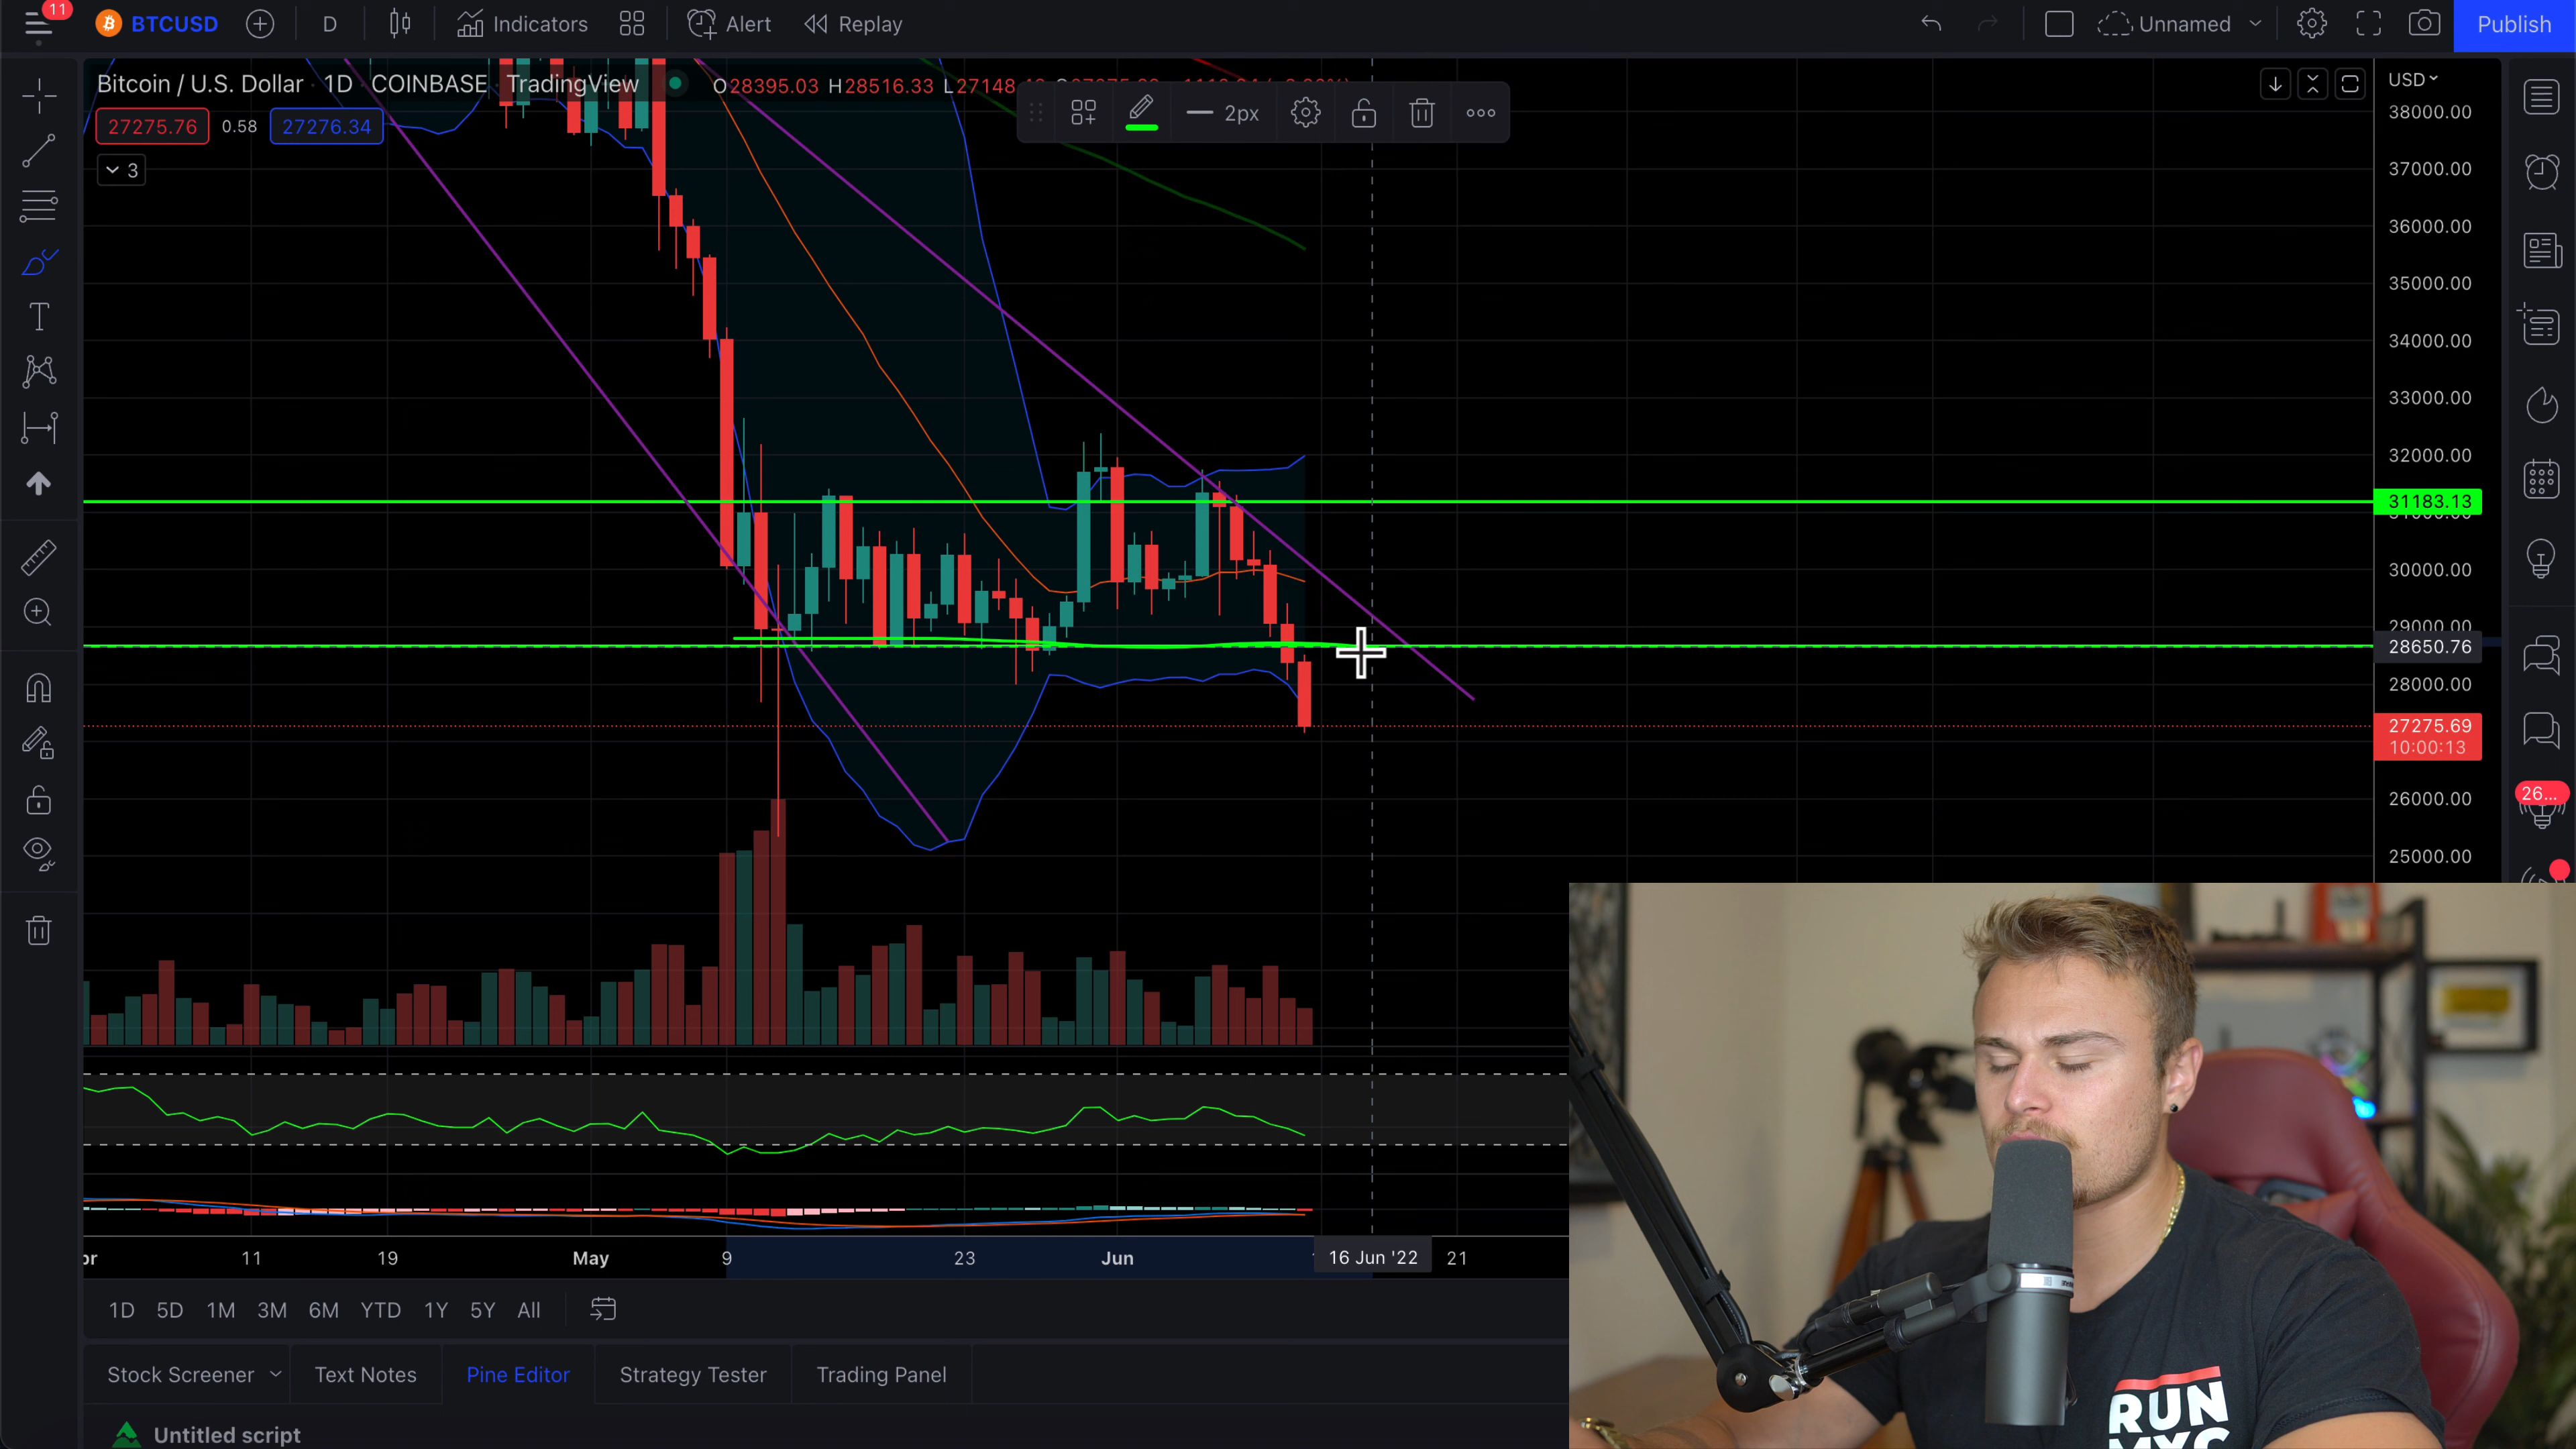 11
BTCUSD
D
Indicators
Alert
Replay
Unnamed
Publish
Bitcoin / U.S. Dollar · 1D · COINBASE · TradingView
O28395.03 H28516.33 L27148
27275.76
0.58
27276.34
3
2px
USD
38000.00
37000.00
36000.00
35000.00
34000.00
33000.00
32000.00
31183.13
30000.00
29000.00
28650.76
28000.00
27275.69
10:00:13
26000.00
25000.00
26...
11
19
May
9
23
Jun
16 Jun '22
21
1D
5D
1M
3M
6M
YTD
1Y
5Y
All
Stock Screener
Text Notes
Pine Editor
Strategy Tester
Trading Panel
Untitled script
RUN